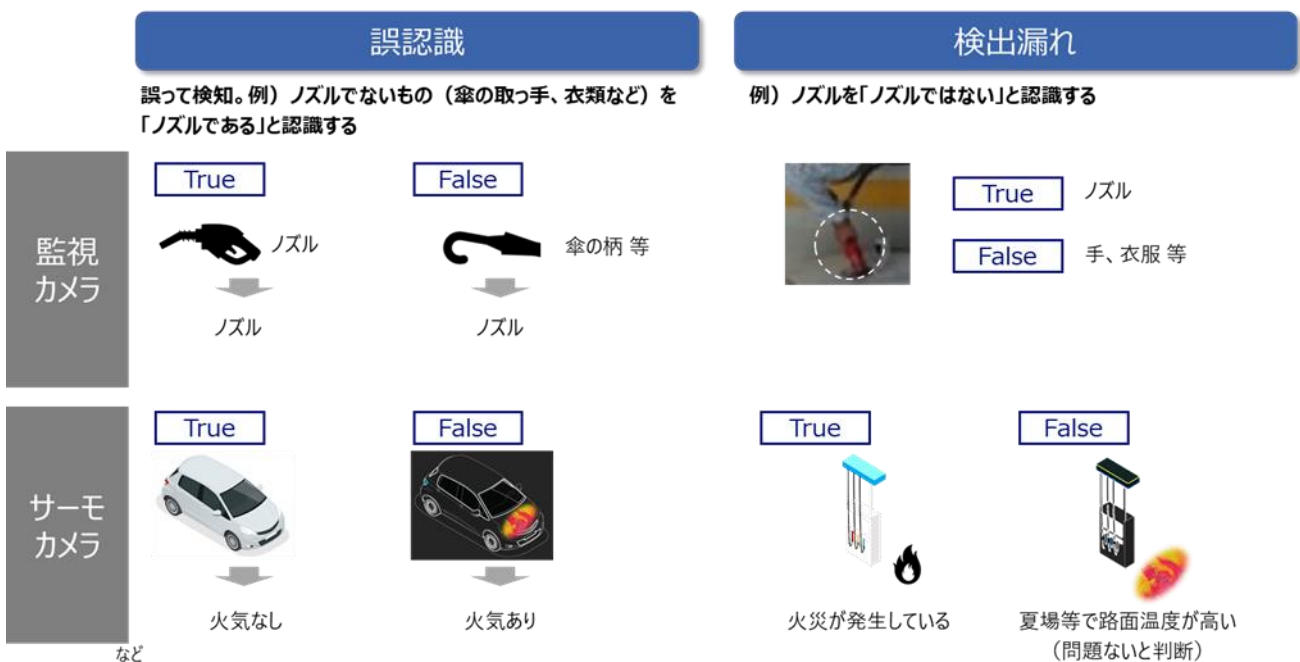 誤認識
検出漏れ
誤って検知。例）ノズルでないもの（傘の取っ手、衣類など）を
「ノズルである」と認識する
例）ノズルを「ノズルではない」と認識する
監視
カメラ
True
ノズル
ノズル
False
傘の柄 等
ノズル
True
ノズル
False
手、衣服 等
サーモ
カメラ
True
火気なし
False
火気あり
True
火災が発生している
False
夏場等で路面温度が高い
（問題ないと判断）
など